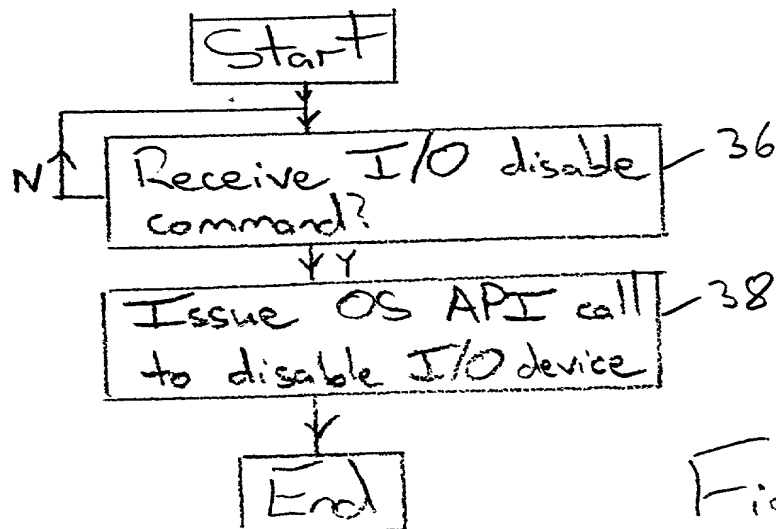 Start
N
Receive I/O disable
command?
36
Y
Issue OS API call
to disable I/O device
38
End